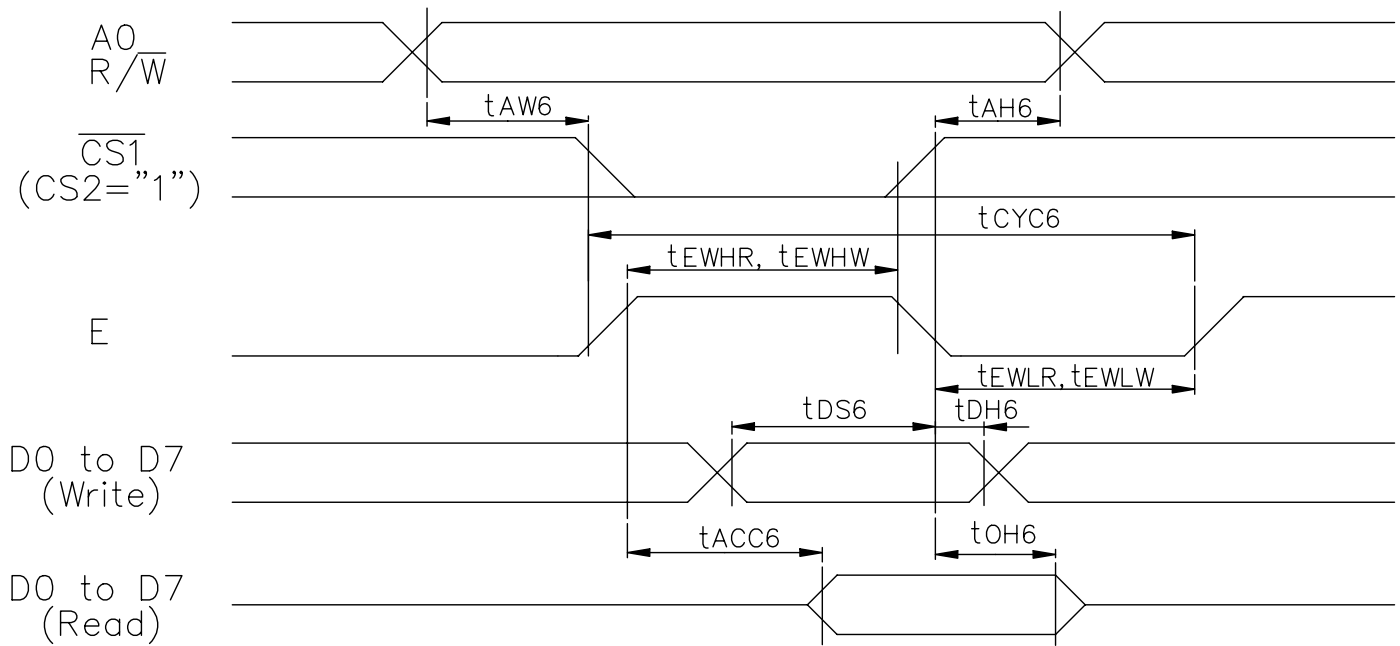 A0
R/W
tAW6
tAH6
CS1
(CS2="1")
tCYC6
tEWHR, tEWHW
E
tEWLR,tEWLW
tDS6
tDH6
D0 to D7
(Write)
tACC6
tOH6
D0 to D7
(Read)